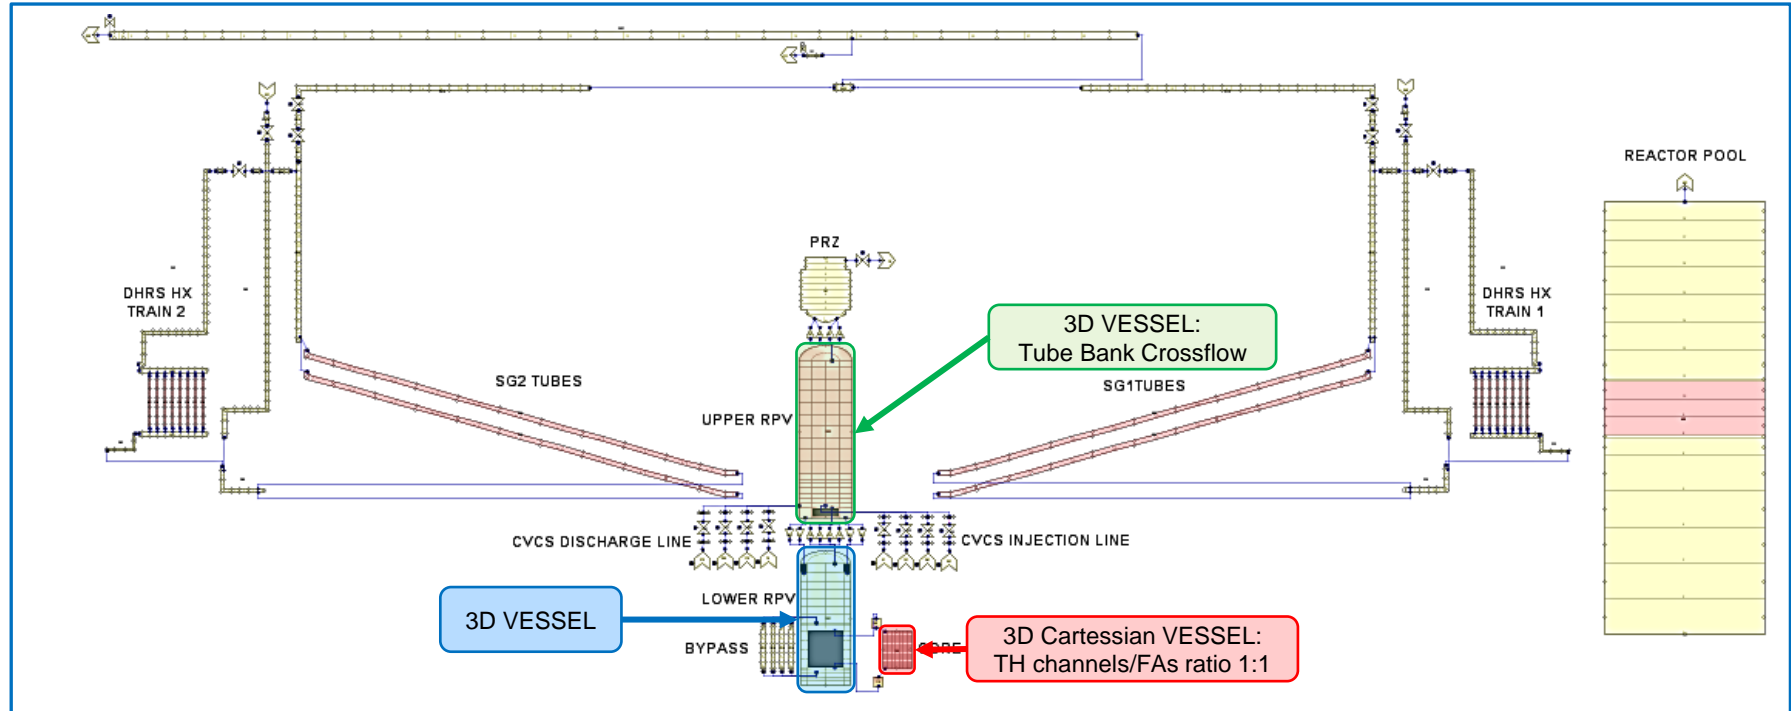 REACTOR POOL
PRZ
DHRS HX
TRAIN 2
DHRS HX
TRAIN 1
3D VESSEL:
Tube Bank Crossflow
SG2 TUBES
SG1TUBES
UPPER RPV
CVCS DISCHARGE LINE
CVCS INJECTION LINE
LOWER RPV
3D VESSEL
BYPASS
CORE
3D Cartessian VESSEL:
TH channels/FAs ratio 1:1